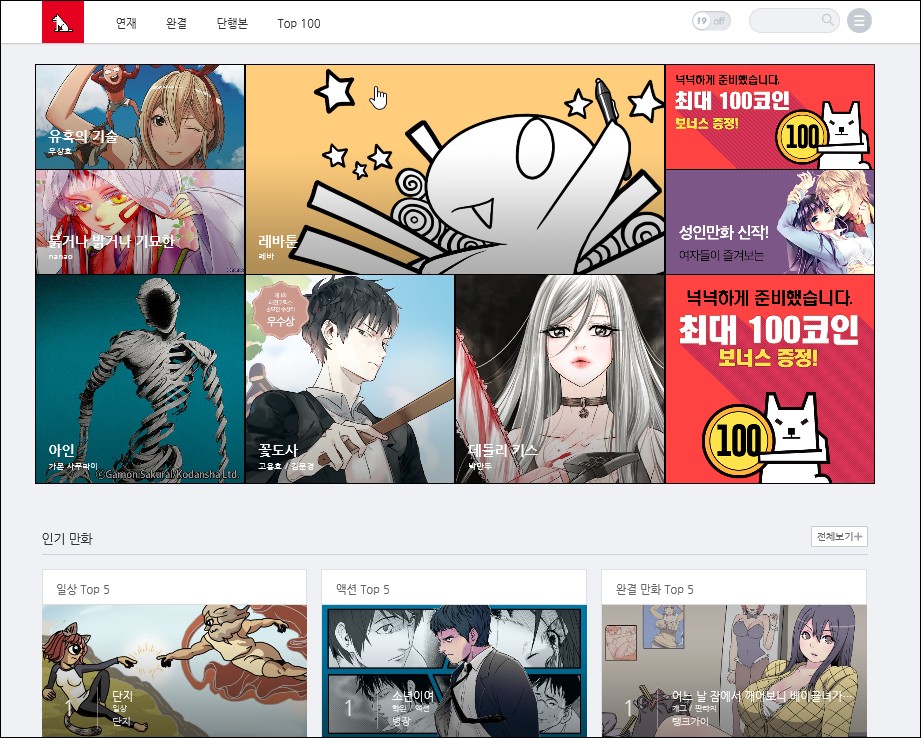 연재 완결 단행본 Top 100
19 off
유혹의 기술
우상호
붉거나 밝거나 기묘한
nanao
레바툰
레바
넉넉하게 준비했습니다.
최대 100코인
보너스 증정!
100
성인만화 신작!
여자들이 즐겨보는
아인
가몬 사쿠라이
©Gamon Sakurai/Kodansha Ltd.
우수상
꽃도사
고용호 / 김문경
데들리 키스
박만두
넉넉하게 준비했습니다.
최대 100코인
보너스 증정!
100
인기 만화
전체보기+
일상 Top 5
1
단지
일상
단지
액션 Top 5
1
소년이여
학원 / 액션
병장
완결 만화 Top 5
1
어느 날 잠에서 깨어보니 베이글녀가…
개그 / 판타지
탱크가이